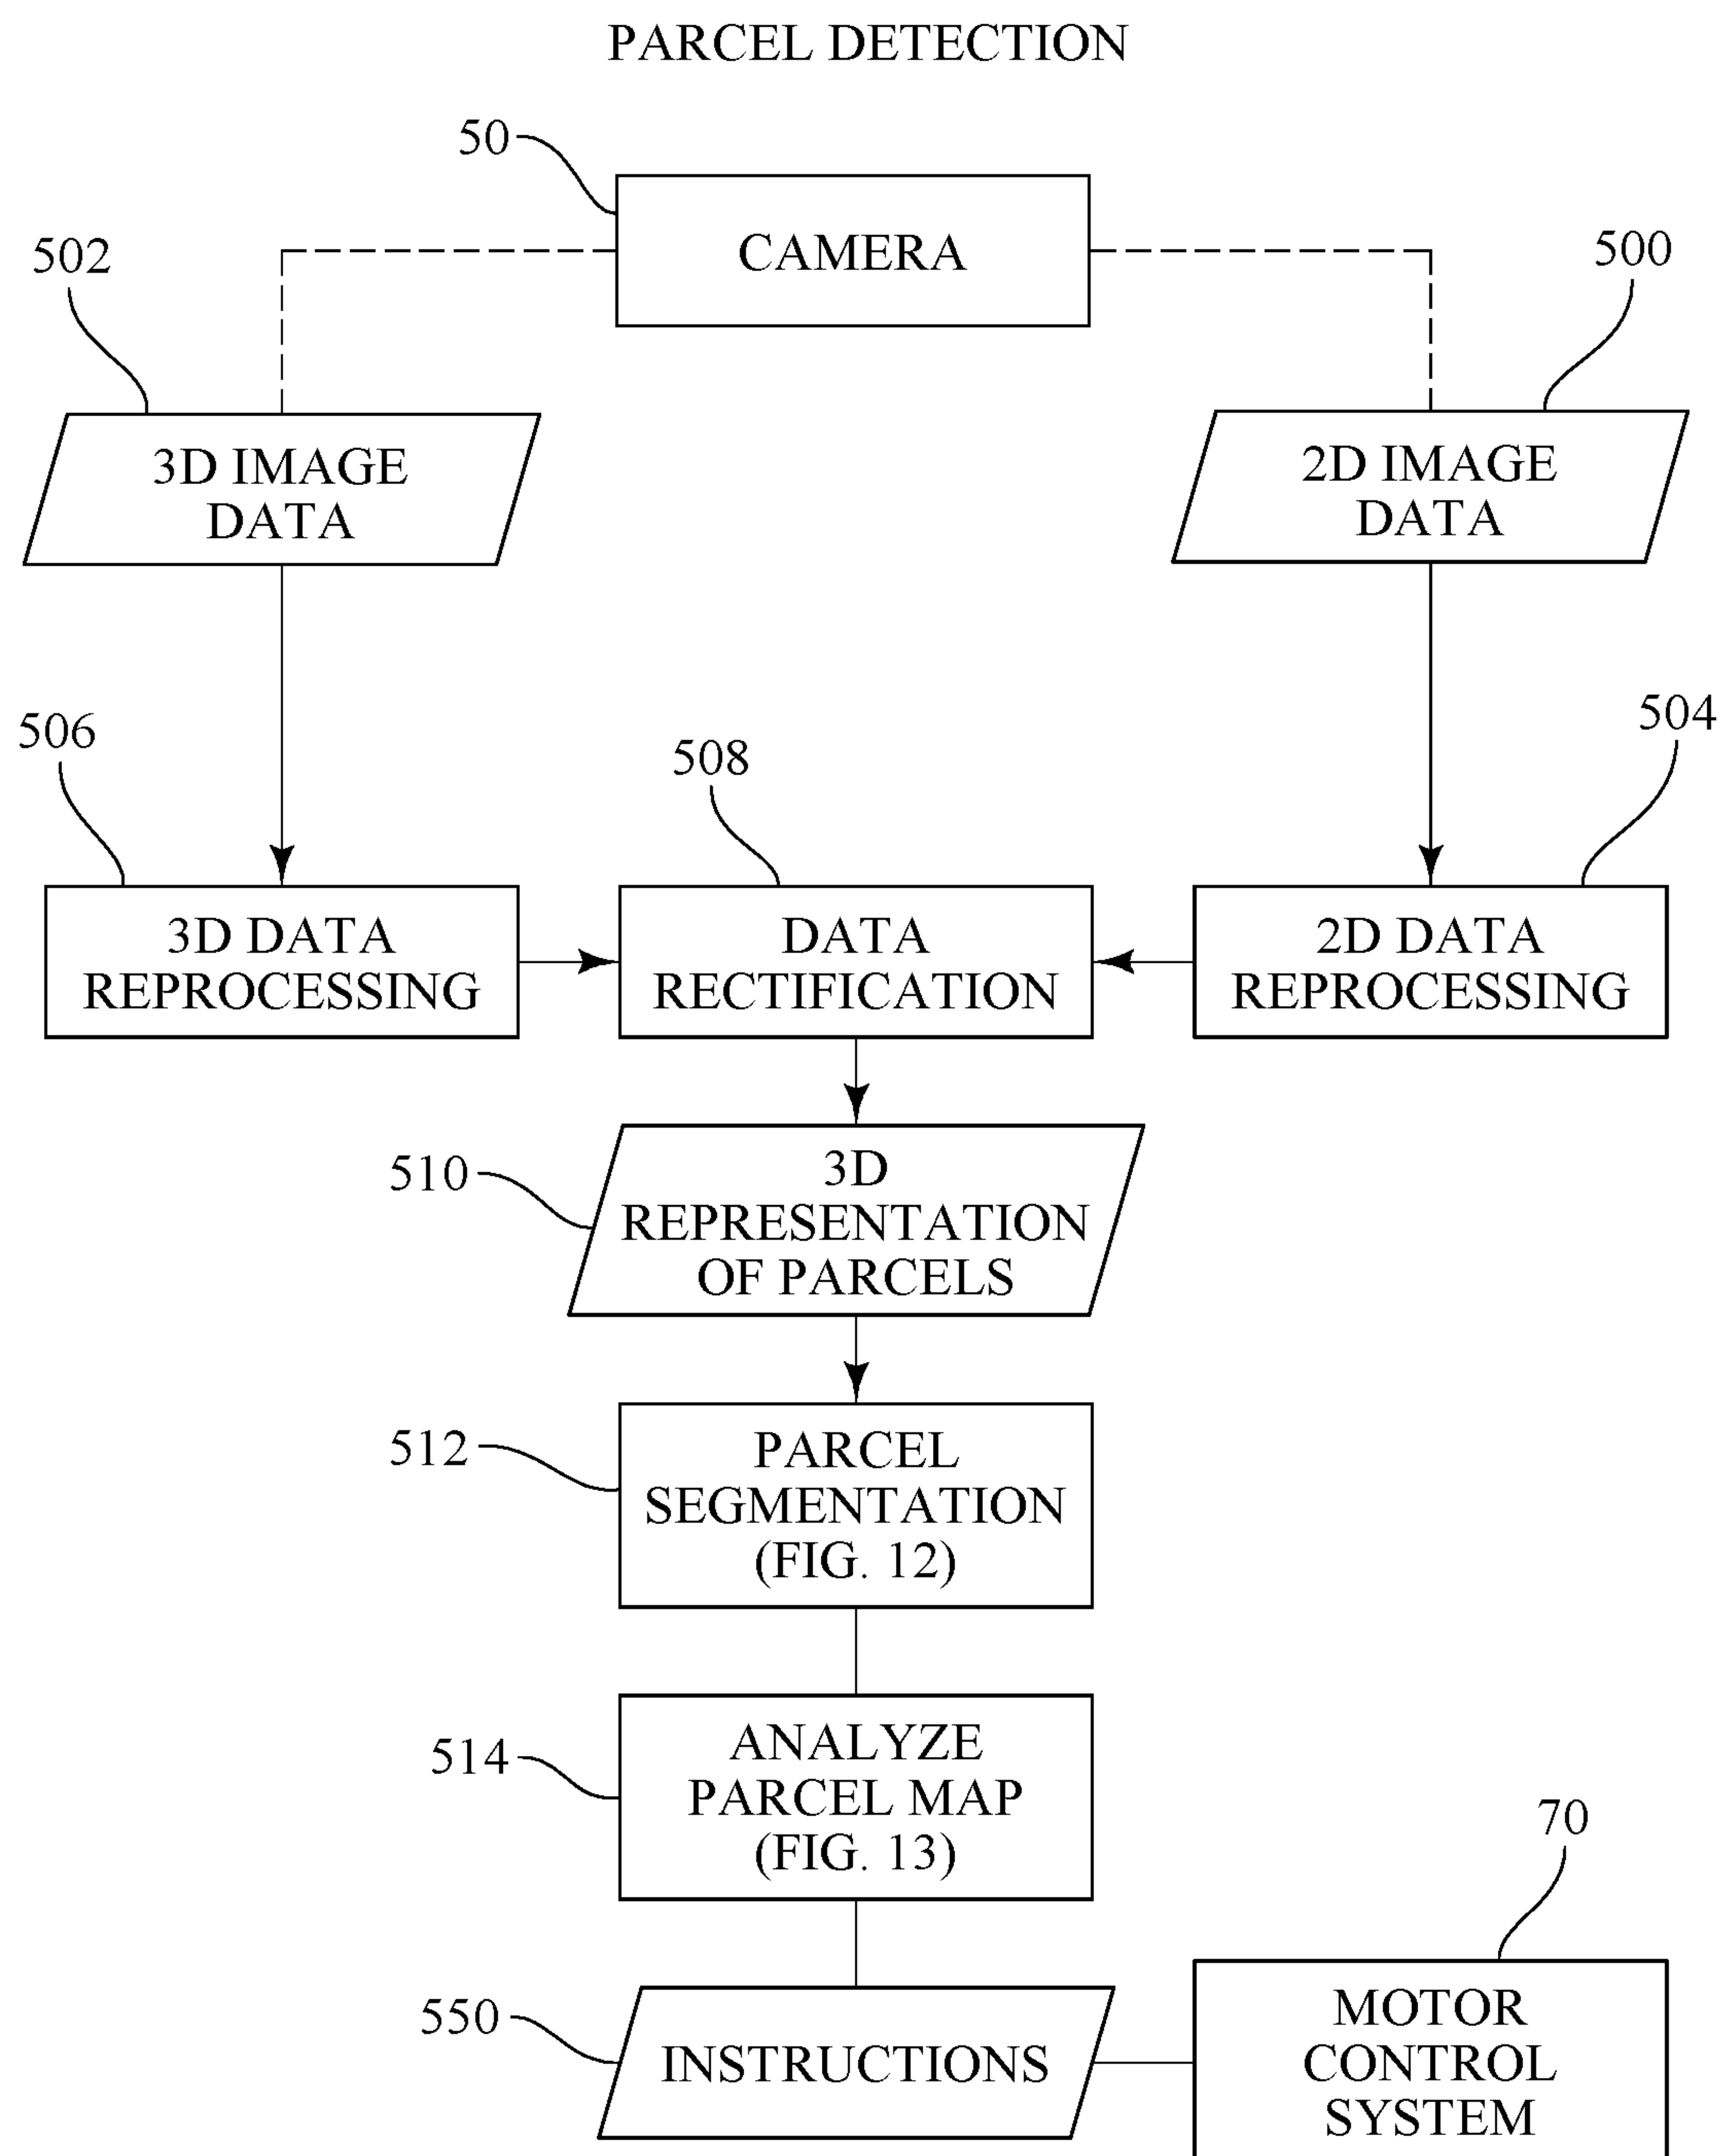 PARCEL DETECTION
50
CAMERA
502
500
3D IMAGE
DATA
2D IMAGE
DATA
506
508
504
3D DATA
REPROCESSING
DATA
RECTIFICATION
2D DATA
REPROCESSING
510
3D
REPRESENTATION
OF PARCELS
512
PARCEL
SEGMENTATION
(FIG. 12)
514
ANALYZE
PARCEL MAP
(FIG. 13)
70
550
INSTRUCTIONS
MOTOR
CONTROL
SYSTEM